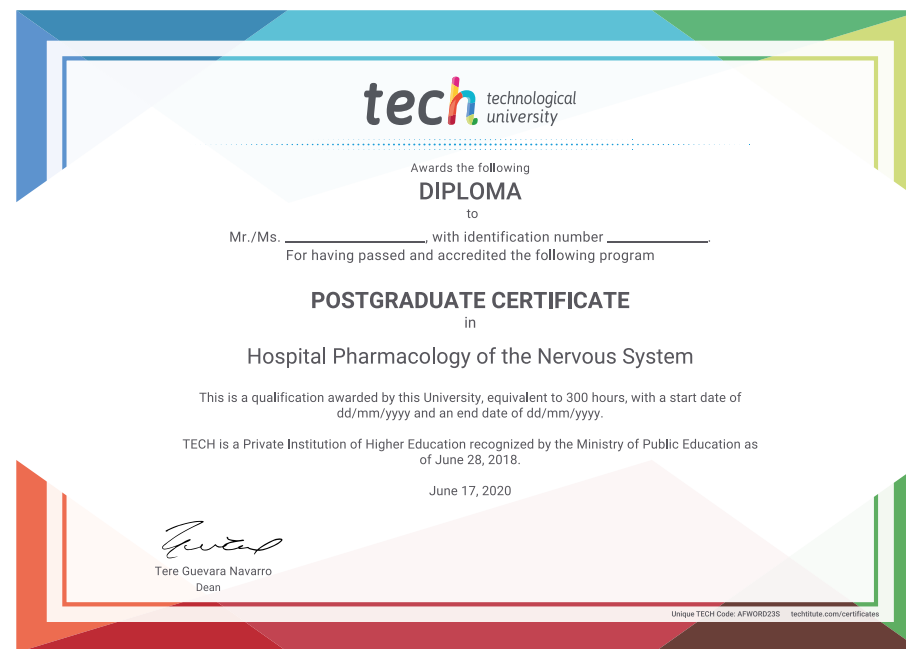 tech technological
university
Awards the following
DIPLOMA
to
Mr./Ms. ____________________, with identification number ______________.
For having passed and accredited the following program
POSTGRADUATE CERTIFICATE
in
Hospital Pharmacology of the Nervous System
This is a qualification awarded by this University, equivalent to 300 hours, with a start date of
dd/mm/yyyy and an end date of dd/mm/yyyy.
TECH is a Private Institution of Higher Education recognized by the Ministry of Public Education as
of June 28, 2018.
June 17, 2020
Tere Guevara Navarro
Dean
Unique TECH Code: AFWORD23S techtitute.com/certificates